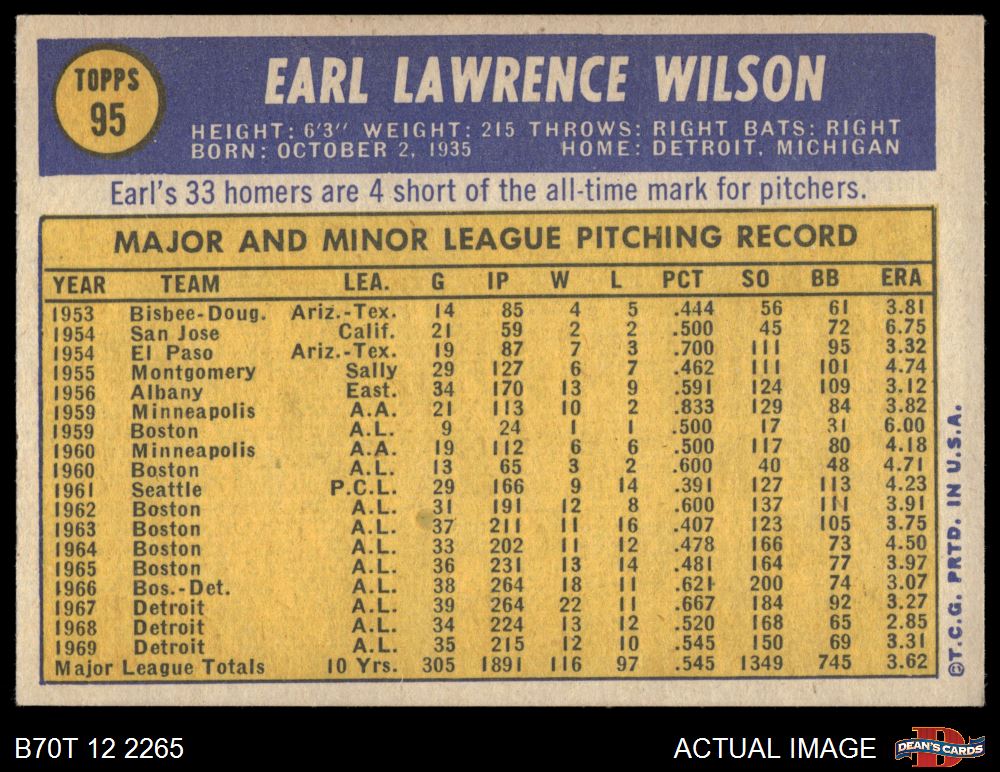 TOPPS
95
EARL LAWRENCE WILSON
HEIGHT: 6'3" WEIGHT: 215 THROWS: RIGHT BATS: RIGHT
BORN: OCTOBER 2, 1935 HOME: DETROIT, MICHIGAN
Earl's 33 homers are 4 short of the all-time mark for pitchers.
MAJOR AND MINOR LEAGUE PITCHING RECORD
YEAR TEAM LEA. G IP W L PCT SO BB ERA
1953 Bisbee-Doug. Ariz.-Tex. 14 85 4 5 .444 56 61 3.81
1954 San Jose Calif. 21 59 2 2 .500 45 72 6.75
1954 El Paso Ariz.-Tex. 19 87 7 3 .700 111 95 3.32
1955 Montgomery Sally 29 127 6 7 .462 111 101 4.74
1956 Albany East. 34 170 13 9 .591 124 109 3.12
1959 Minneapolis A.A. 21 113 10 2 .833 129 84 3.82
1959 Boston A.L. 9 24 1 1 .500 17 31 6.00
1960 Minneapolis A.A. 19 112 6 6 .500 117 80 4.18
1960 Boston A.L. 13 65 3 2 .600 40 48 4.71
1961 Seattle P.C.L. 29 166 9 14 .391 127 113 4.23
1962 Boston A.L. 31 191 12 8 .600 137 111 3.91
1963 Boston A.L. 37 211 11 16 .407 123 105 3.75
1964 Boston A.L. 33 202 11 12 .478 166 73 4.50
1965 Boston A.L. 36 231 13 14 .481 164 77 3.97
1966 Bos.-Det. A.L. 38 264 18 11 .621 200 74 3.07
1967 Detroit A.L. 39 264 22 11 .667 184 92 3.27
1968 Detroit A.L. 34 224 13 12 .520 168 65 2.85
1969 Detroit A.L. 35 215 12 10 .545 150 69 3.31
Major League Totals 10 Yrs. 305 1891 116 97 .545 1349 745 3.62
©T.C.G. PRTD. IN U.S.A.
B70T 12 2265
ACTUAL IMAGE
DEAN'S CARDS